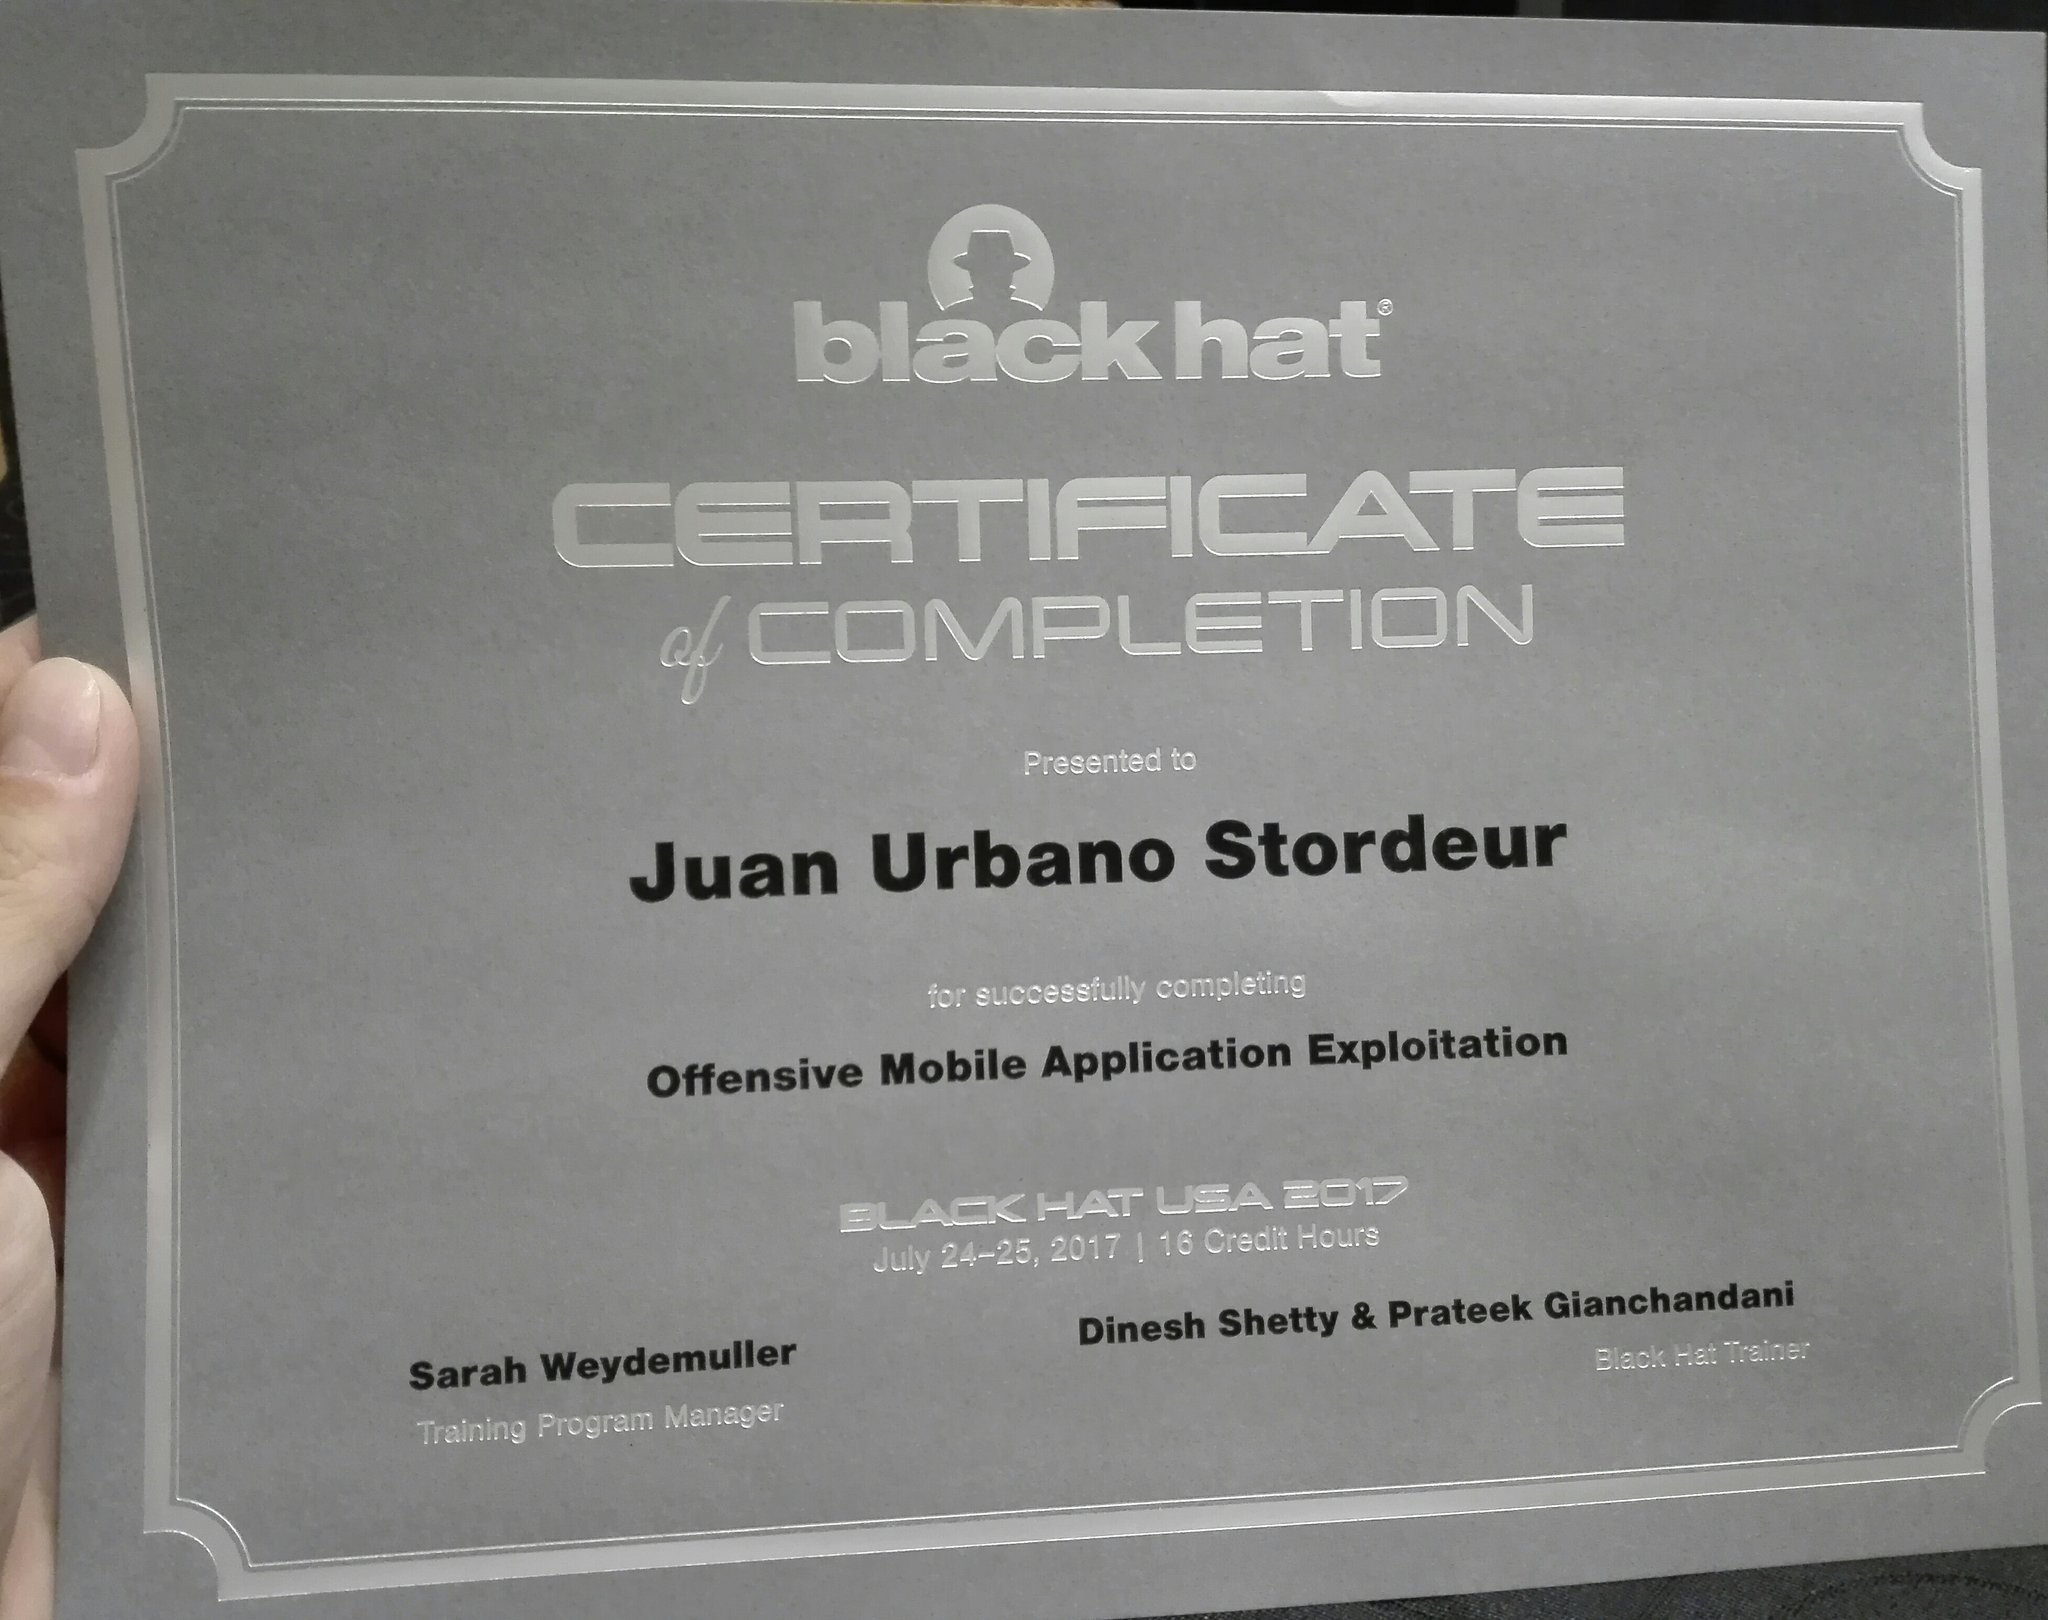 black hat®
CERTIFICATE
of COMPLETION
Presented to
Juan Urbano Stordeur
for successfully completing
Offensive Mobile Application Exploitation
BLACK HAT USA 2017
July 24–25, 2017 | 16 Credit Hours
Sarah Weydemuller
Training Program Manager
Dinesh Shetty & Prateek Gianchandani
Black Hat Trainer